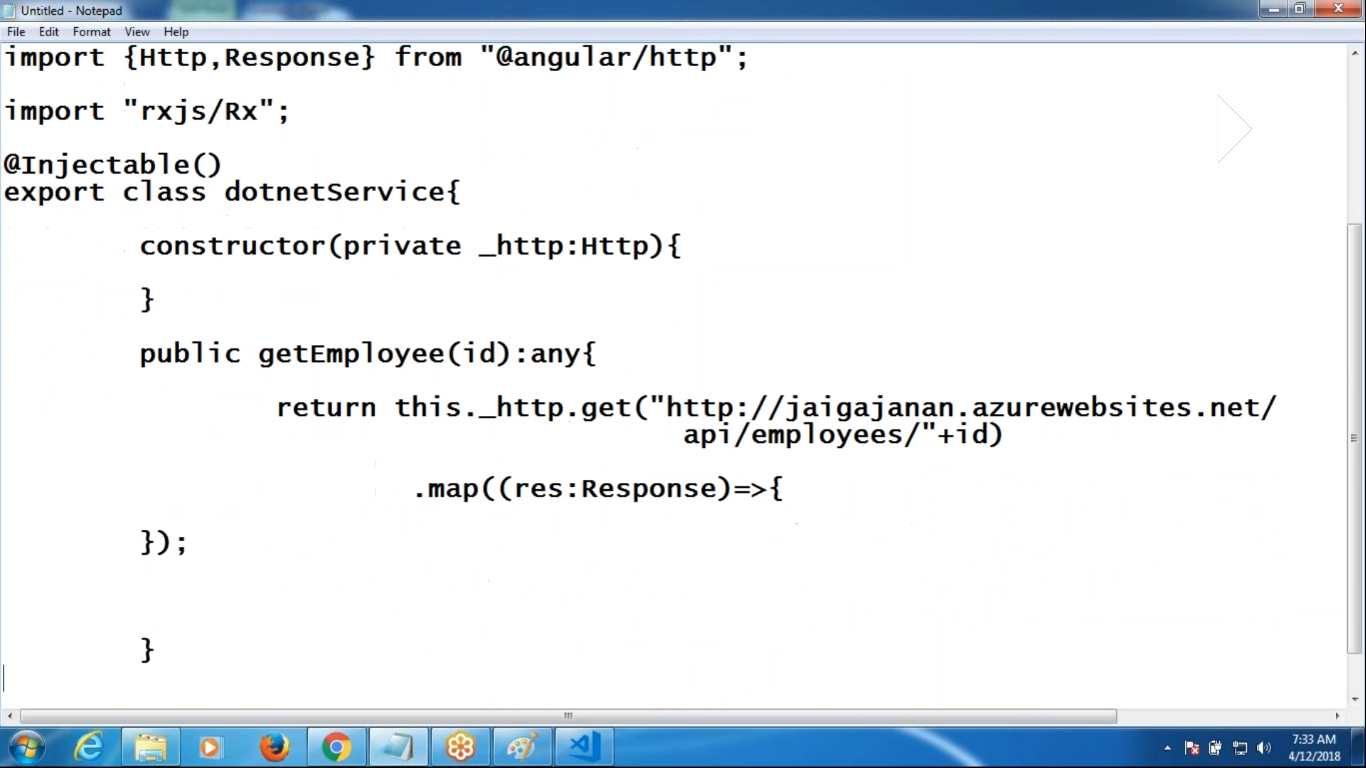 Untitled - Notepad
File Edit Format View Help
import {Http,Response} from "@angular/http";
import "rxjs/Rx";
@Injectable()
export class dotnetService{
constructor(private _http:Http){
}
public getEmployee(id):any{
return this._http.get("http://jaigajanan.azurewebsites.net/
api/employees/"+id)
.map((res:Response)=>{
});
}
7:33 AM
4/12/2018